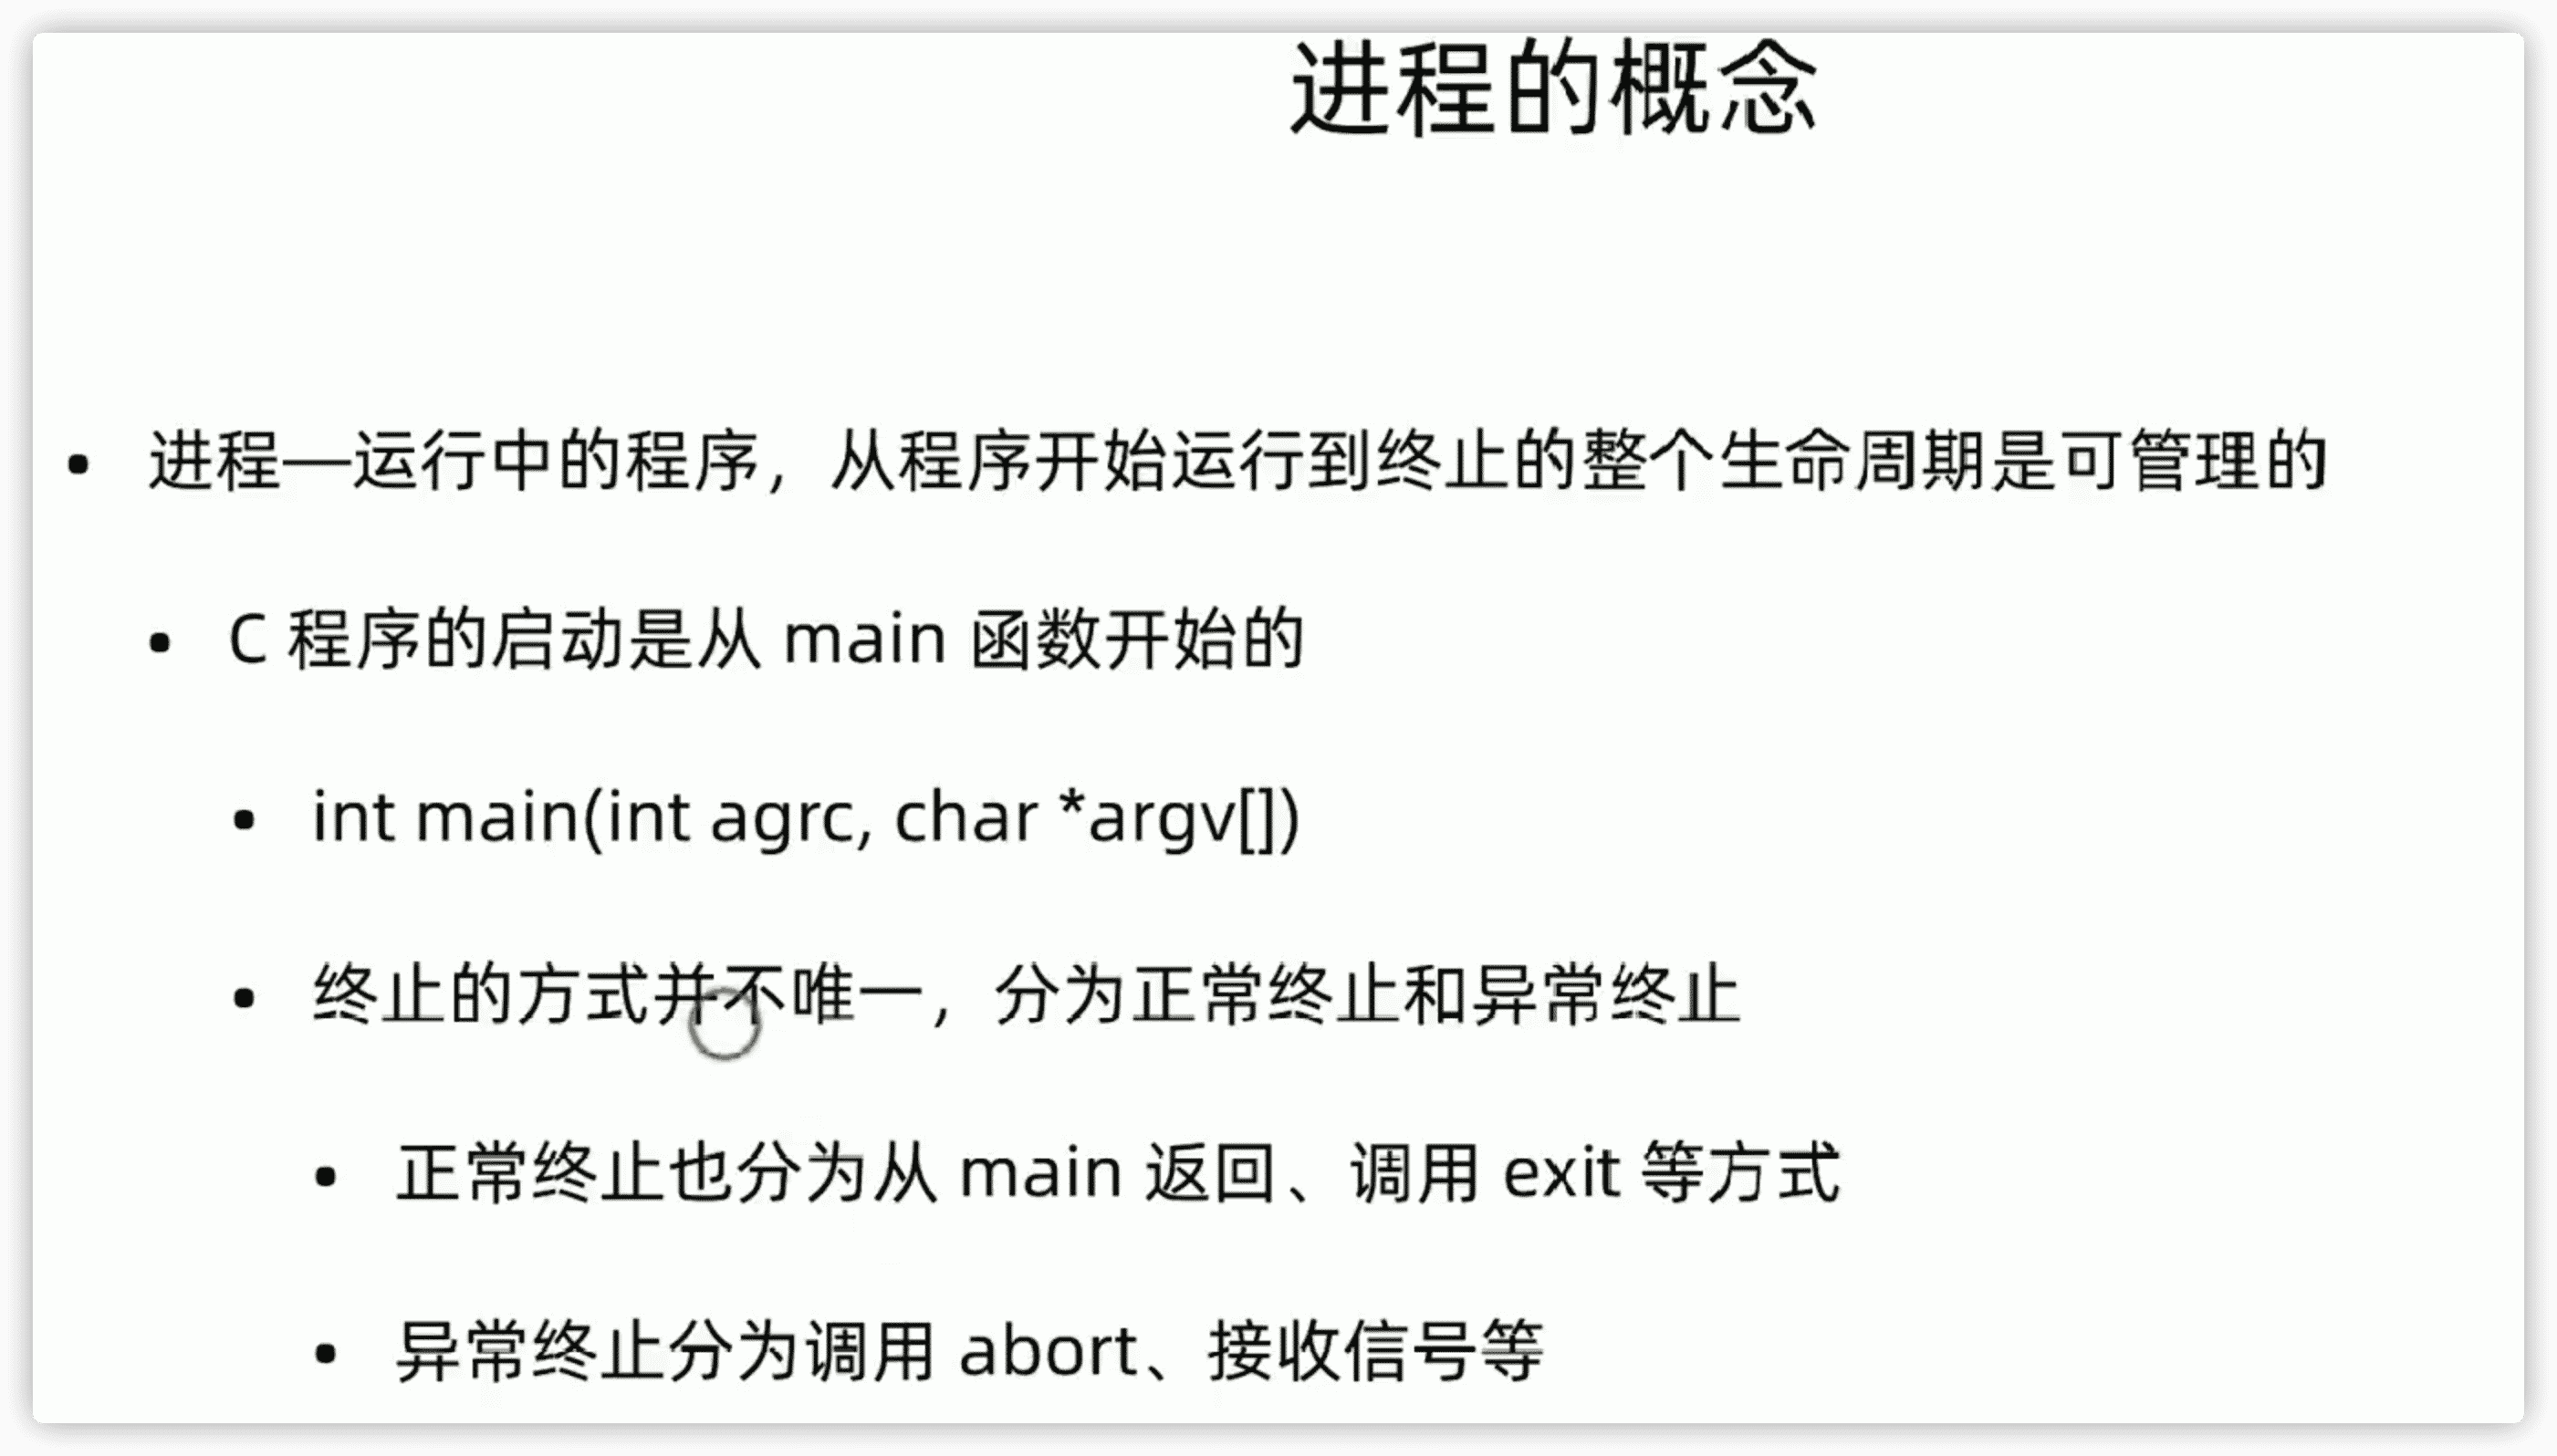 进程的概念
• 进程—运行中的程序，从程序开始运行到终止的整个生命周期是可管理的
• C 程序的启动是从 main 函数开始的
• int main(int agrc, char *argv[])
• 终止的方式并不唯一，分为正常终止和异常终止
• 正常终止也分为从 main 返回、调用 exit 等方式
• 异常终止分为调用 abort、接收信号等